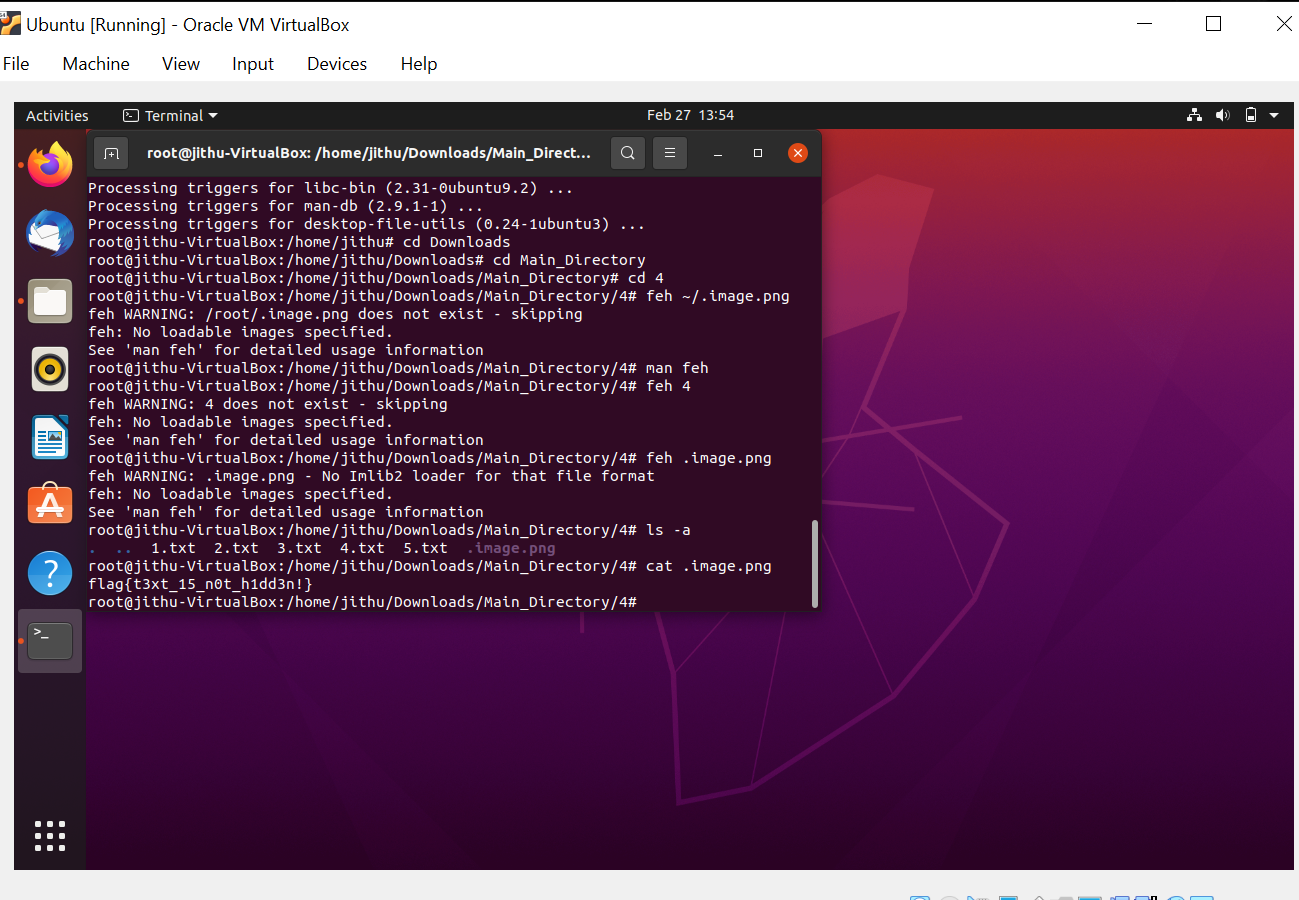 Ubuntu [Running] - Oracle VM VirtualBox
File Machine View Input Devices Help
Activities Terminal Feb 27 13:54
root@jithu-VirtualBox: /home/jithu/Downloads/Main_Direct...
Processing triggers for libc-bin (2.31-0ubuntu9.2) ...
Processing triggers for man-db (2.9.1-1) ...
Processing triggers for desktop-file-utils (0.24-1ubuntu3) ...
root@jithu-VirtualBox:/home/jithu# cd Downloads
root@jithu-VirtualBox:/home/jithu/Downloads# cd Main_Directory
root@jithu-VirtualBox:/home/jithu/Downloads/Main_Directory# cd 4
root@jithu-VirtualBox:/home/jithu/Downloads/Main_Directory/4# feh ~/.image.png
feh WARNING: /root/.image.png does not exist - skipping
feh: No loadable images specified.
See 'man feh' for detailed usage information
root@jithu-VirtualBox:/home/jithu/Downloads/Main_Directory/4# man feh
root@jithu-VirtualBox:/home/jithu/Downloads/Main_Directory/4# feh 4
feh WARNING: 4 does not exist - skipping
feh: No loadable images specified.
See 'man feh' for detailed usage information
root@jithu-VirtualBox:/home/jithu/Downloads/Main_Directory/4# feh .image.png
feh WARNING: .image.png - No Imlib2 loader for that file format
feh: No loadable images specified.
See 'man feh' for detailed usage information
root@jithu-VirtualBox:/home/jithu/Downloads/Main_Directory/4# ls -a
. .. 1.txt 2.txt 3.txt 4.txt 5.txt .image.png
root@jithu-VirtualBox:/home/jithu/Downloads/Main_Directory/4# cat .image.png
flag{t3xt_15_n0t_h1dd3n!}
root@jithu-VirtualBox:/home/jithu/Downloads/Main_Directory/4#